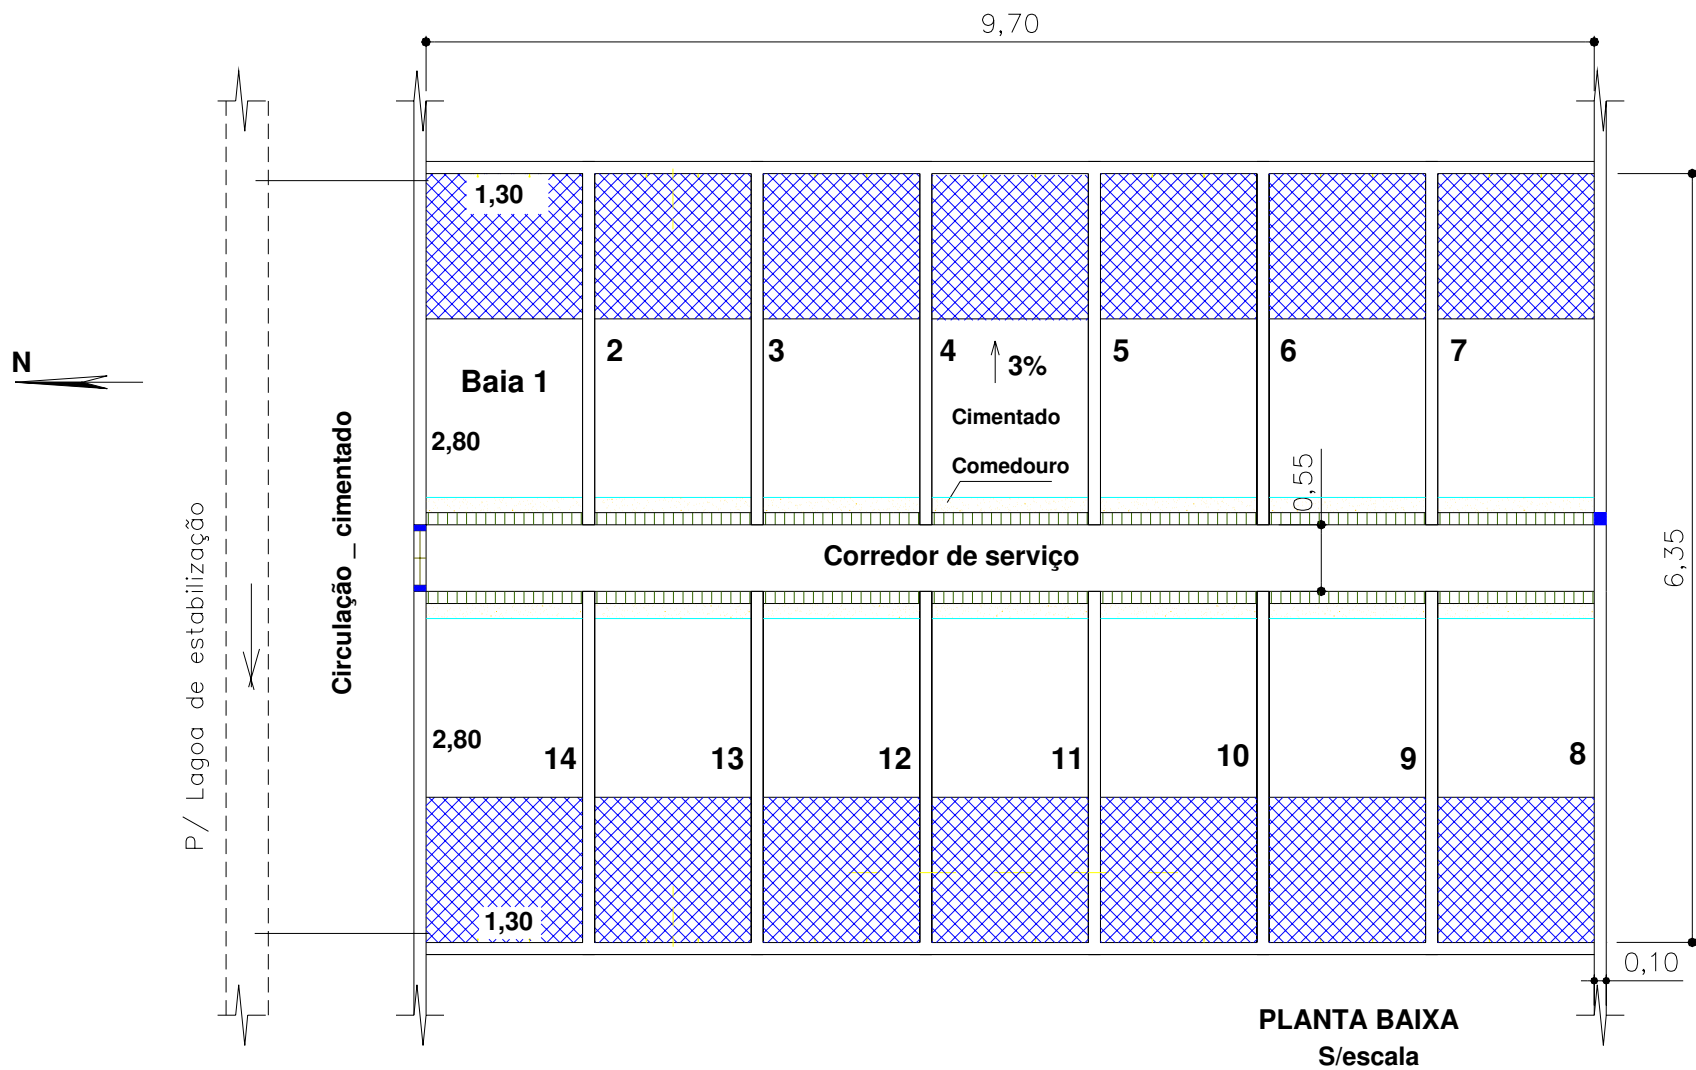 9,70
1,30
N
2
3
4
5
6
7
3%
Baia 1
Cimentado
2,80
Comedouro
0,55
Circulação _ cimentado
P/ Lagoa de estabilização
Corredor de serviço
6,35
2,80
14
13
12
11
10
9
8
1,30
0,10
PLANTA BAIXA
S/escala